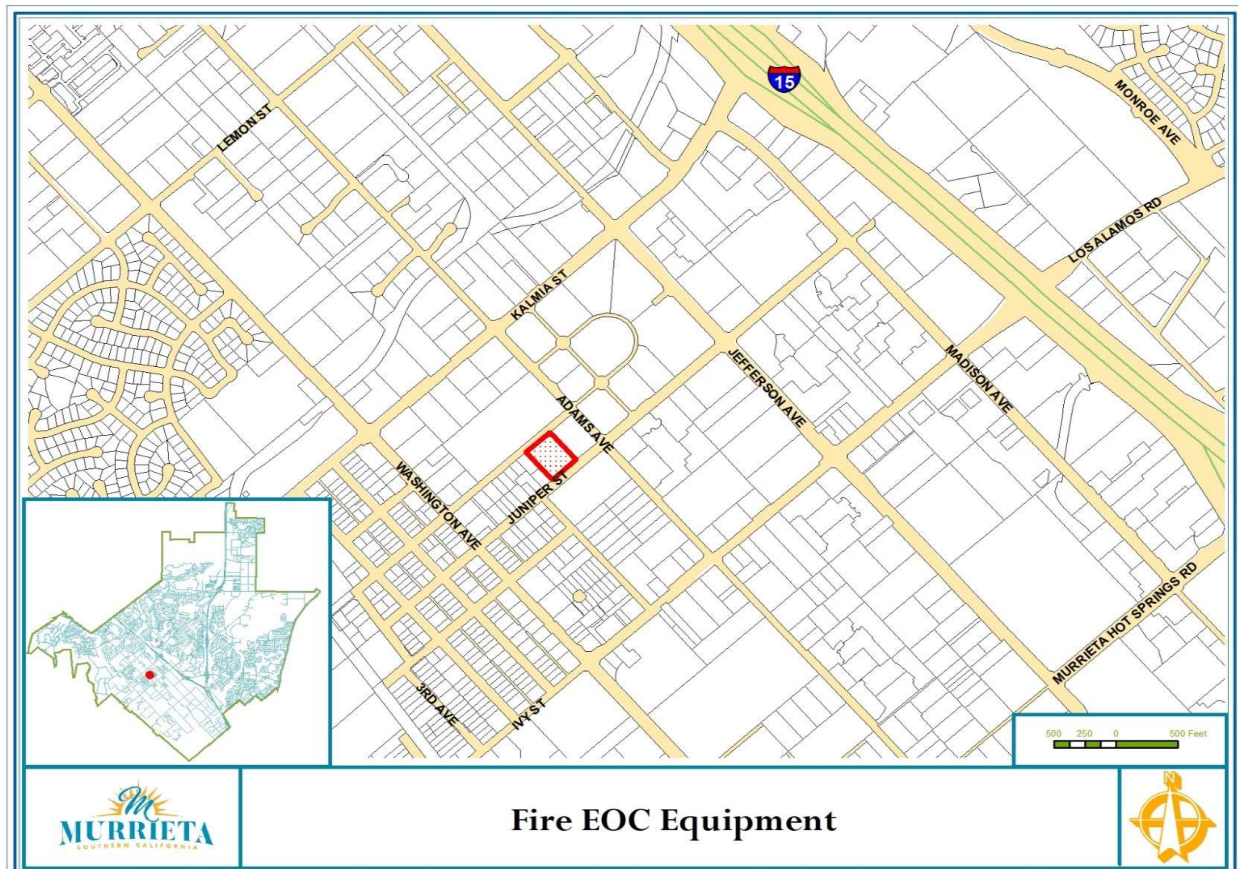 15
MONROE AVE
LEMON ST
LOS ALAMOS RD
KALMIA ST
JEFFERSON AVE
MADISON AVE
ADAMS AVE
WASHINGTON AVE
JUNIPER ST
MURRIETA HOT SPRINGS RD
3RD AVE
IVY ST
500 250 0 500 Feet
M
MURRIETA
SOUTHERN CALIFORNIA
Fire EOC Equipment
N